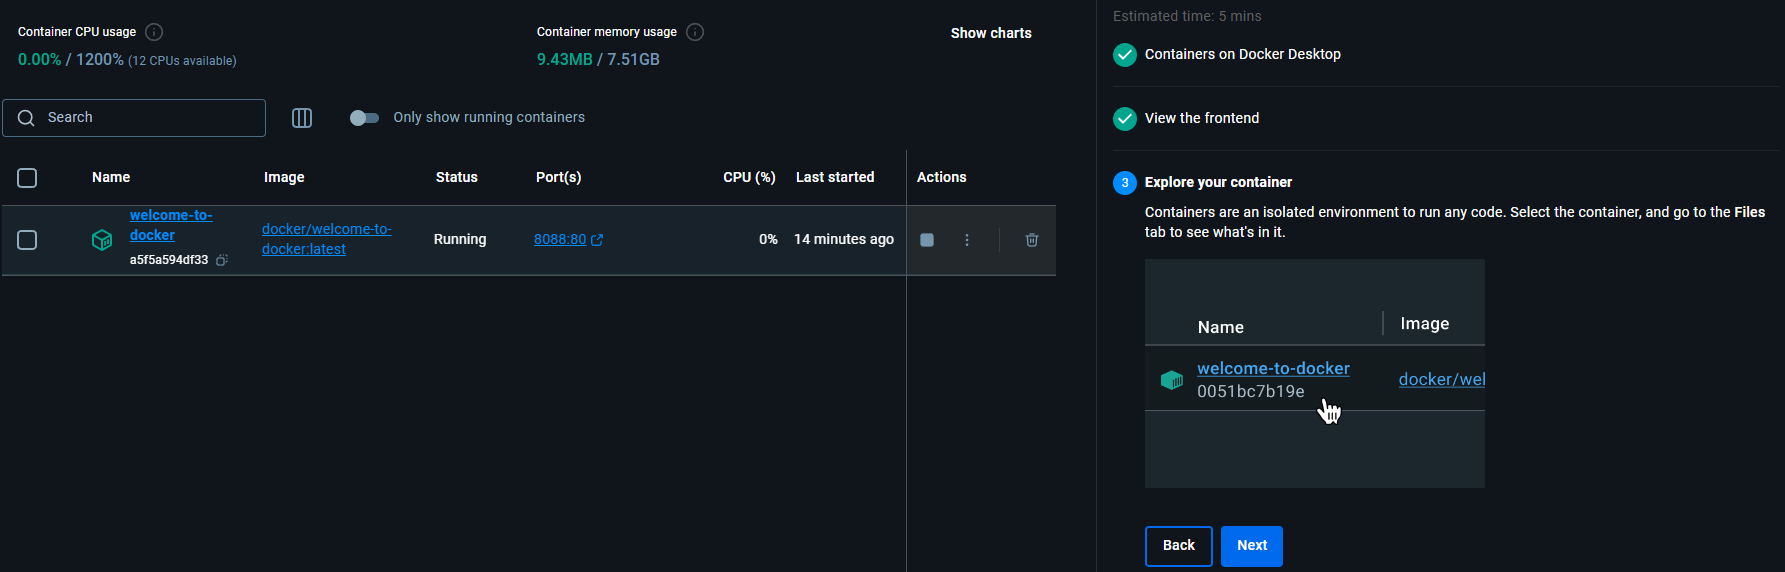 Container CPU usage
0.00% / 1200% (12 CPUs available)
Container memory usage
9.43MB / 7.51GB
Show charts
Search
Only show running containers
Name Image Status Port(s) CPU (%) Last started Actions
welcome-to-
docker
a5f5a594df33
docker/welcome-to-
docker:latest
Running
8088:80
0%
14 minutes ago
Estimated time: 5 mins
Containers on Docker Desktop
View the frontend
3 Explore your container
Containers are an isolated environment to run any code. Select the container, and go to the Files
tab to see what's in it.
Name Image
welcome-to-docker
0051bc7b19e
docker/wel
Back Next